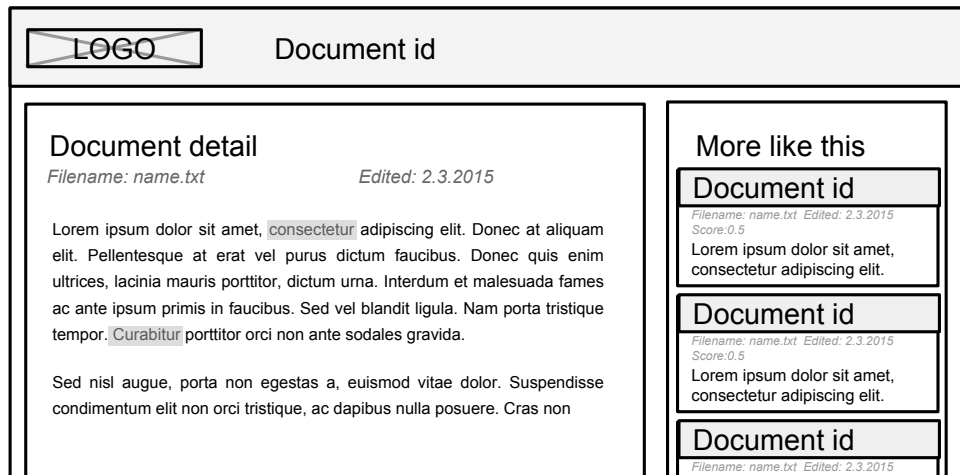 LOGO
Document id
Document detail
Filename: name.txt Edited: 2.3.2015
Lorem ipsum dolor sit amet, consectetur adipiscing elit. Donec at aliquam
elit. Pellentesque at erat vel purus dictum faucibus. Donec quis enim
ultrices, lacinia mauris porttitor, dictum urna. Interdum et malesuada fames
ac ante ipsum primis in faucibus. Sed vel blandit ligula. Nam porta tristique
tempor. Curabitur porttitor orci non ante sodales gravida.
Sed nisl augue, porta non egestas a, euismod vitae dolor. Suspendisse
condimentum elit non orci tristique, ac dapibus nulla posuere. Cras non
More like this
Document id
Filename: name.txt Edited: 2.3.2015
Score:0.5
Lorem ipsum dolor sit amet,
consectetur adipiscing elit.
Document id
Filename: name.txt Edited: 2.3.2015
Score:0.5
Lorem ipsum dolor sit amet,
consectetur adipiscing elit.
Document id
Filename: name.txt Edited: 2.3.2015